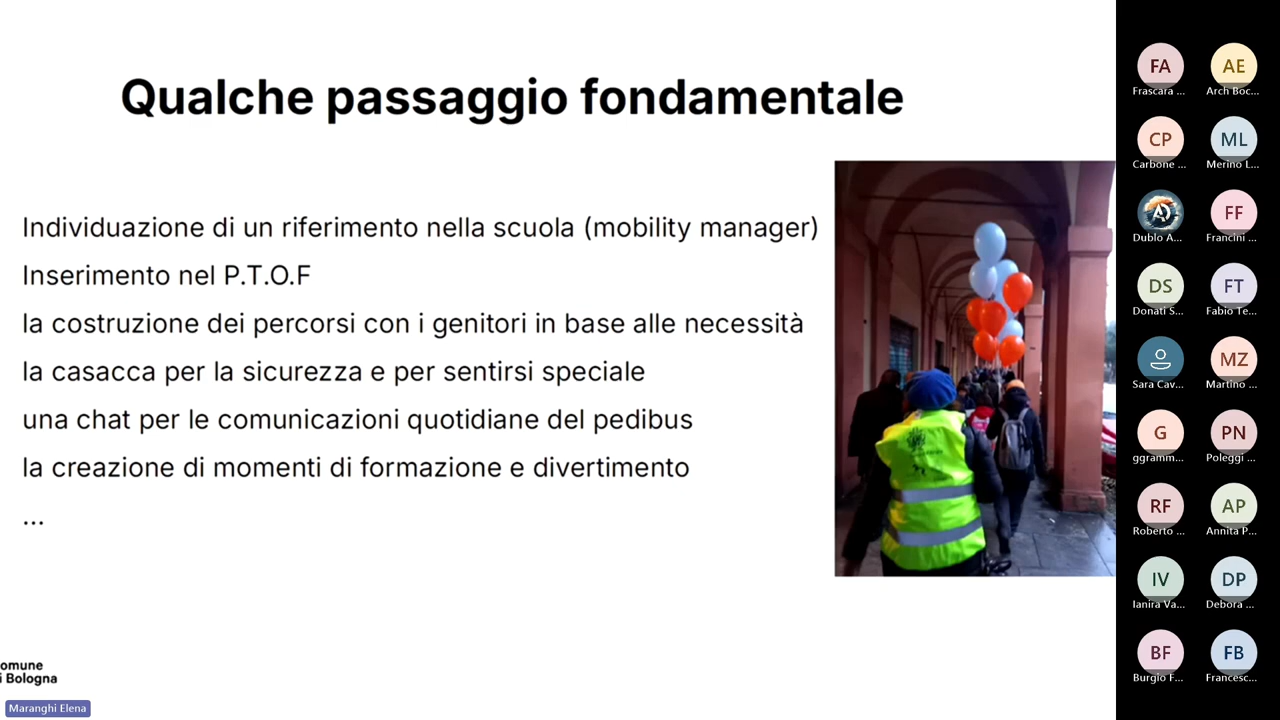 Qualche passaggio fondamentale
Individuazione di un riferimento nella scuola (mobility manager)
Inserimento nel P.T.O.F
la costruzione dei percorsi con i genitori in base alle necessità
la casacca per la sicurezza e per sentirsi speciale
una chat per le comunicazioni quotidiane del pedibus
la creazione di momenti di formazione e divertimento
...
omune
i Bologna
Maranghi Elena
FA
AE
Frascara ...
Arch Boc...
CP
ML
Carbone ...
Merino L...
AD
FF
Dublo A...
Francini ...
DS
FT
Donati S...
Fabio Te...
MZ
Sara Cav...
Martino ...
G
PN
ggramm...
Poleggi ...
RF
AP
Roberto ...
Annita P...
IV
DP
Ianira Va...
Debora ...
BF
FB
Burgio F...
Francesc...